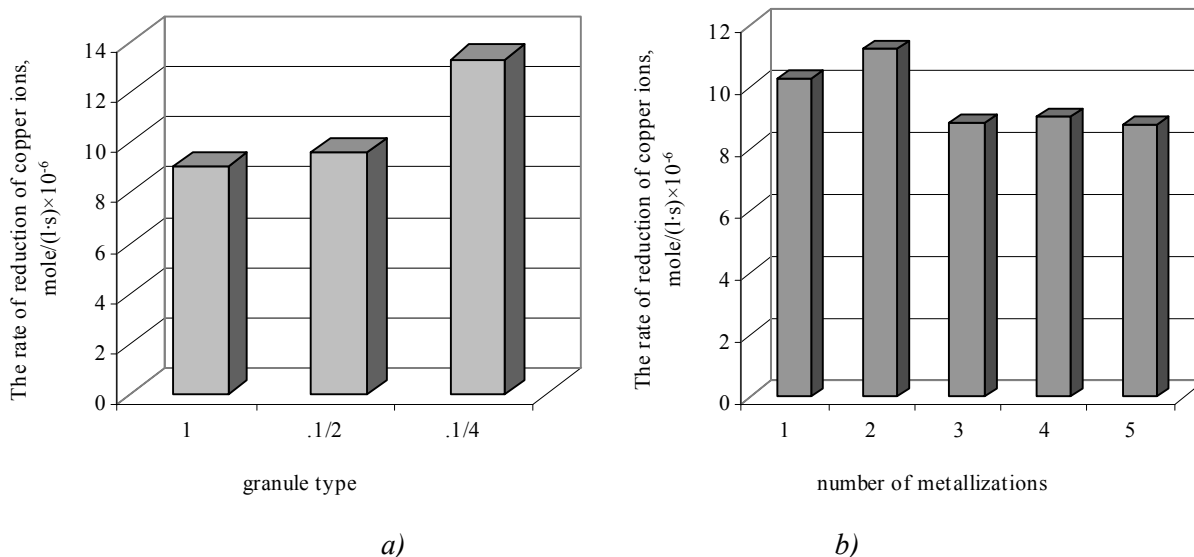 The rate of reduction of copper ions,
mole/(l·s)×10⁻⁶
14
12
10
8
6
4
2
0
1 .1/2 .1/4
granule type
a)
The rate of reduction of copper ions,
mole/(l·s)×10⁻⁶
12
10
8
6
4
2
0
1 2 3 4 5
number of metallizations
b)